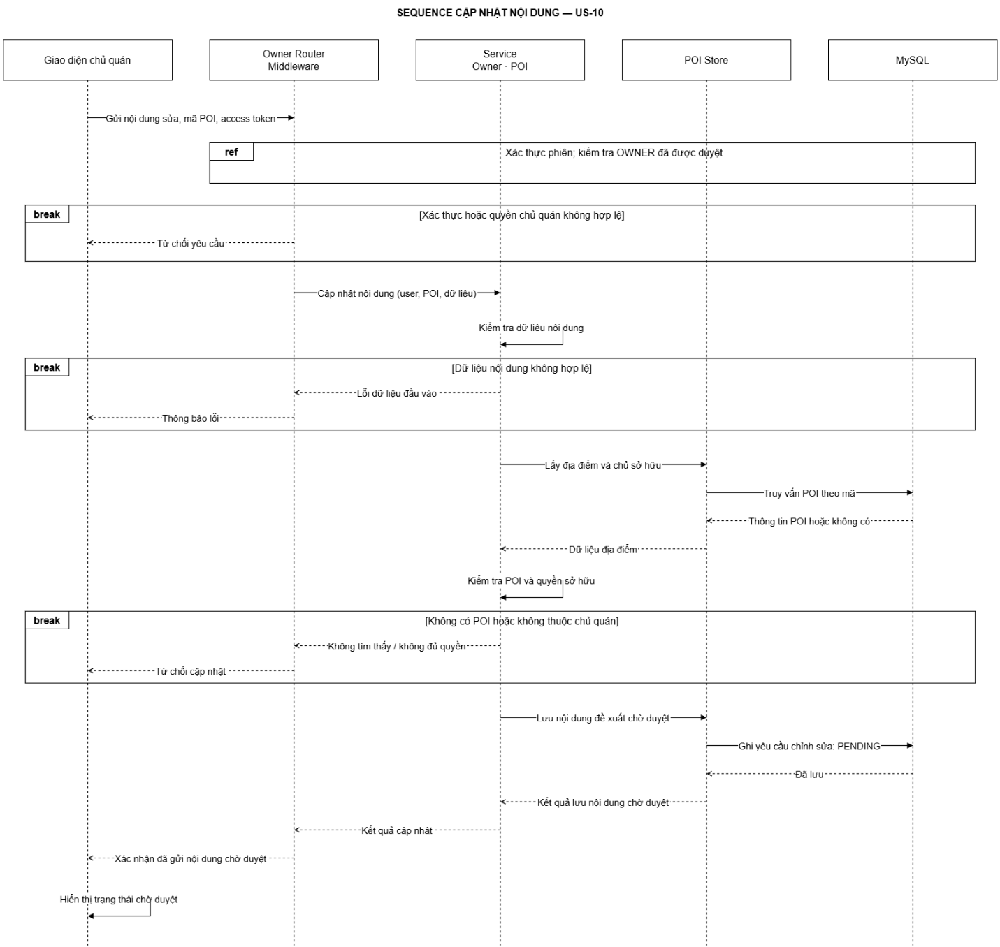 SEQUENCE CẬP NHẬT NỘI DUNG — US-10
Giao diện chủ quán
Owner Router
Middleware
Service
Owner · POI
POI Store
MySQL
Gửi nội dung sửa, mã POI, access token
ref
Xác thực phiên; kiểm tra OWNER đã được duyệt
break
[Xác thực hoặc quyền chủ quán không hợp lệ]
Từ chối yêu cầu
Cập nhật nội dung (user, POI, dữ liệu)
Kiểm tra dữ liệu nội dung
break
[Dữ liệu nội dung không hợp lệ]
Lỗi dữ liệu đầu vào
Thông báo lỗi
Lấy địa điểm và chủ sở hữu
Truy vấn POI theo mã
Thông tin POI hoặc không có
Dữ liệu địa điểm
Kiểm tra POI và quyền sở hữu
break
[Không có POI hoặc không thuộc chủ quán]
Không tìm thấy / không đủ quyền
Từ chối cập nhật
Lưu nội dung đề xuất chờ duyệt
Ghi yêu cầu chỉnh sửa: PENDING
Đã lưu
Kết quả lưu nội dung chờ duyệt
Kết quả cập nhật
Xác nhận đã gửi nội dung chờ duyệt
Hiển thị trạng thái chờ duyệt